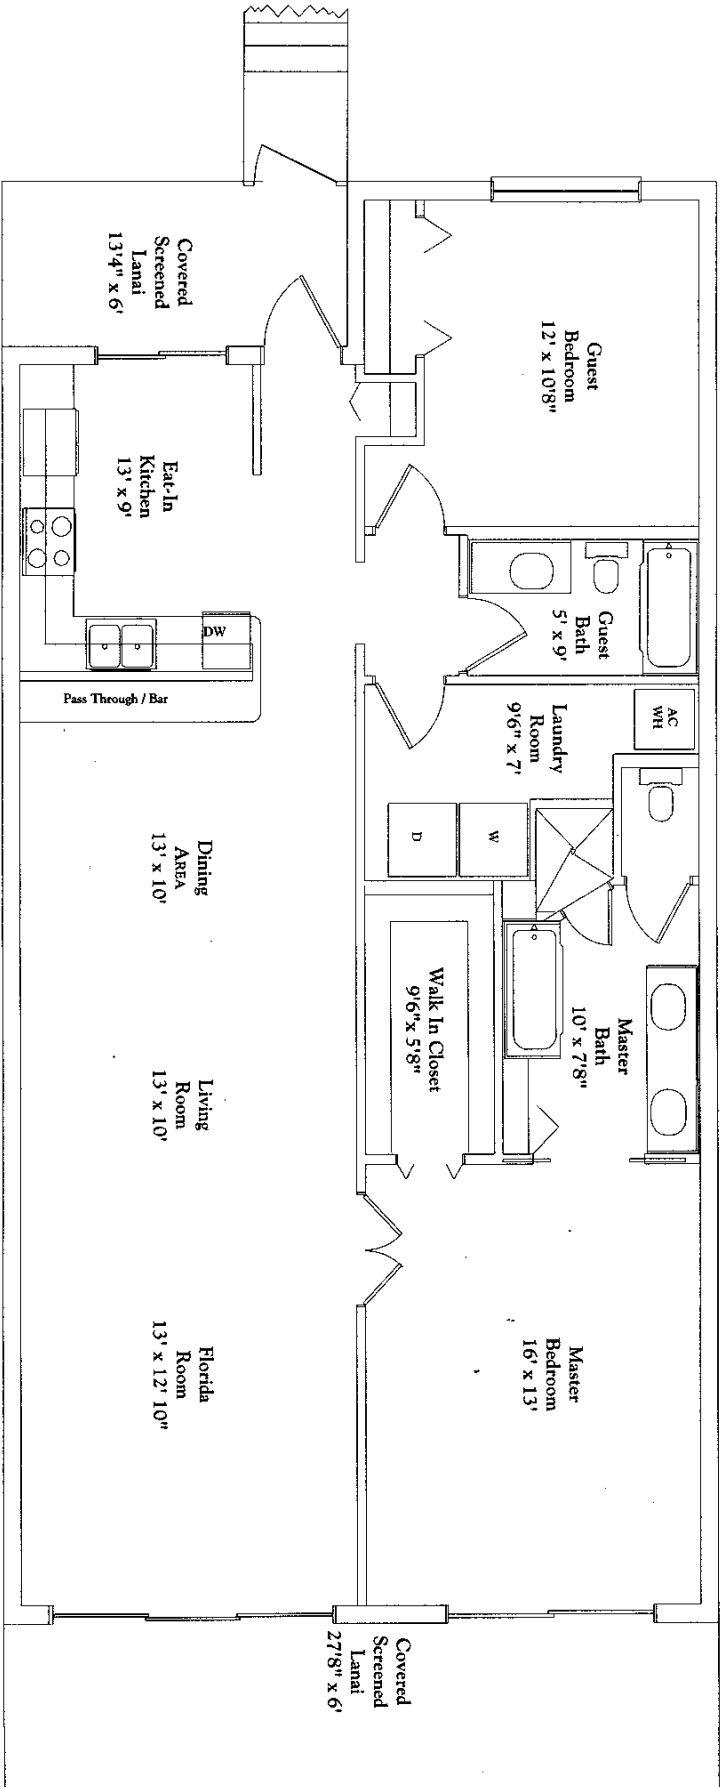 Covered
Screened
Lanai
13'4" x 6'
Guest
Bedroom
12' x 10'8"
Eat-In
Kitchen
13' x 9'
DW
Pass Through / Bar
Guest
Bath
5' x 9'
Laundry
Room
9'6" x 7'
AC
WH
D
W
Dining
AREA
13' x 10'
Walk In Closet
9'6"x 5'8"
Master
Bath
10' x 7'8"
Living
Room
13' x 10'
Florida
Room
13' x 12' 10"
Master
Bedroom
16' x 13'
Covered
Screened
Lanai
27'8" x 6'